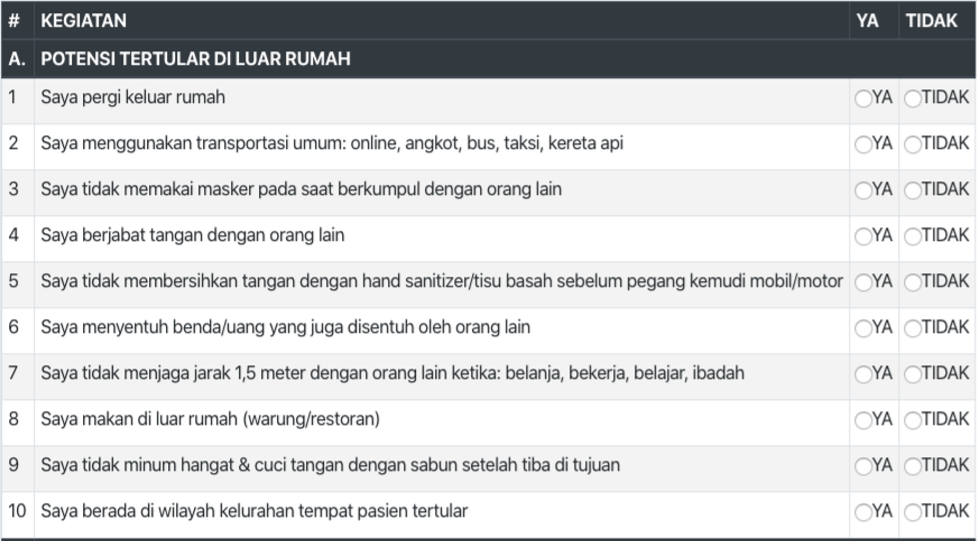 # KEGIATAN YA TIDAK
A. POTENSI TERTULAR DI LUAR RUMAH
1 Saya pergi keluar rumah YA TIDAK
2 Saya menggunakan transportasi umum: online, angkot, bus, taksi, kereta api YA TIDAK
3 Saya tidak memakai masker pada saat berkumpul dengan orang lain YA TIDAK
4 Saya berjabat tangan dengan orang lain YA TIDAK
5 Saya tidak membersihkan tangan dengan hand sanitizer/tisu basah sebelum pegang kemudi mobil/motor YA TIDAK
6 Saya menyentuh benda/uang yang juga disentuh oleh orang lain YA TIDAK
7 Saya tidak menjaga jarak 1,5 meter dengan orang lain ketika: belanja, bekerja, belajar, ibadah YA TIDAK
8 Saya makan di luar rumah (warung/restoran) YA TIDAK
9 Saya tidak minum hangat & cuci tangan dengan sabun setelah tiba di tujuan YA TIDAK
10 Saya berada di wilayah kelurahan tempat pasien tertular YA TIDAK